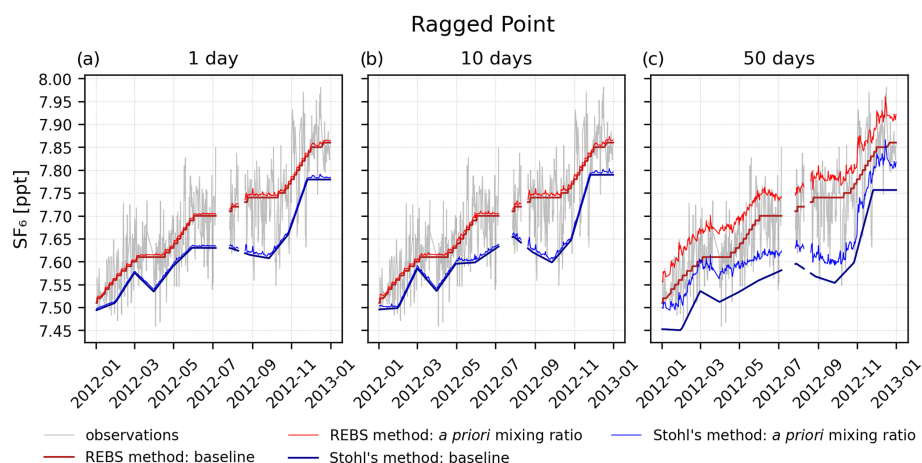 Ragged Point
(a) 1 day
(b) 10 days
(c) 50 days
SF₆ [ppt]
8.00
7.95
7.90
7.85
7.80
7.75
7.70
7.65
7.60
7.55
7.50
7.45
2012-01 2012-03 2012-05 2012-07 2012-09 2012-11 2013-01
2012-01 2012-03 2012-05 2012-07 2012-09 2012-11 2013-01
2012-01 2012-03 2012-05 2012-07 2012-09 2012-11 2013-01
observations
REBS method: baseline
REBS method: a priori mixing ratio
Stohl's method: baseline
Stohl's method: a priori mixing ratio